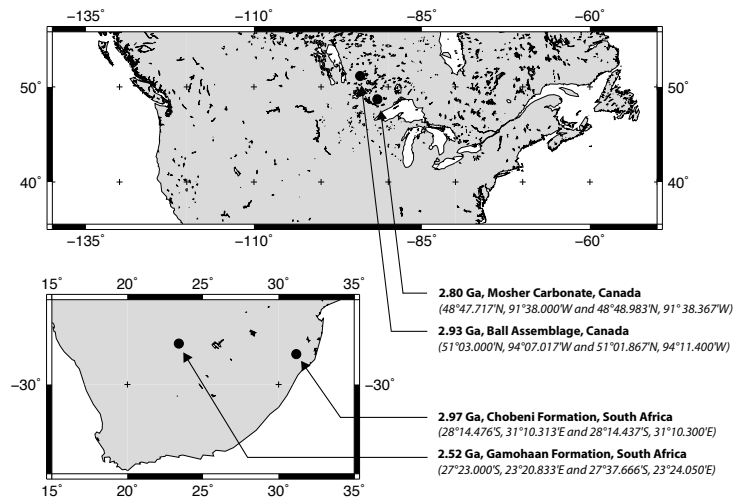 −135° −110° −85° −60°
50° 50°
40° 40°
−135° −110° −85° −60°
15° 20° 25° 30° 35°
−30° −30°
15° 20° 25° 30° 35°
2.80 Ga, Mosher Carbonate, Canada
(48°47.717'N, 91°38.000'W and 48°48.983'N, 91° 38.367'W)
2.93 Ga, Ball Assemblage, Canada
(51°03.000'N, 94°07.017'W and 51°01.867'N, 94°11.400'W)
2.97 Ga, Chobeni Formation, South Africa
(28°14.476'S, 31°10.313'E and 28°14.437'S, 31°10.300'E)
2.52 Ga, Gamohaan Formation, South Africa
(27°23.000'S, 23°20.833'E and 27°37.666'S, 23°24.050'E)